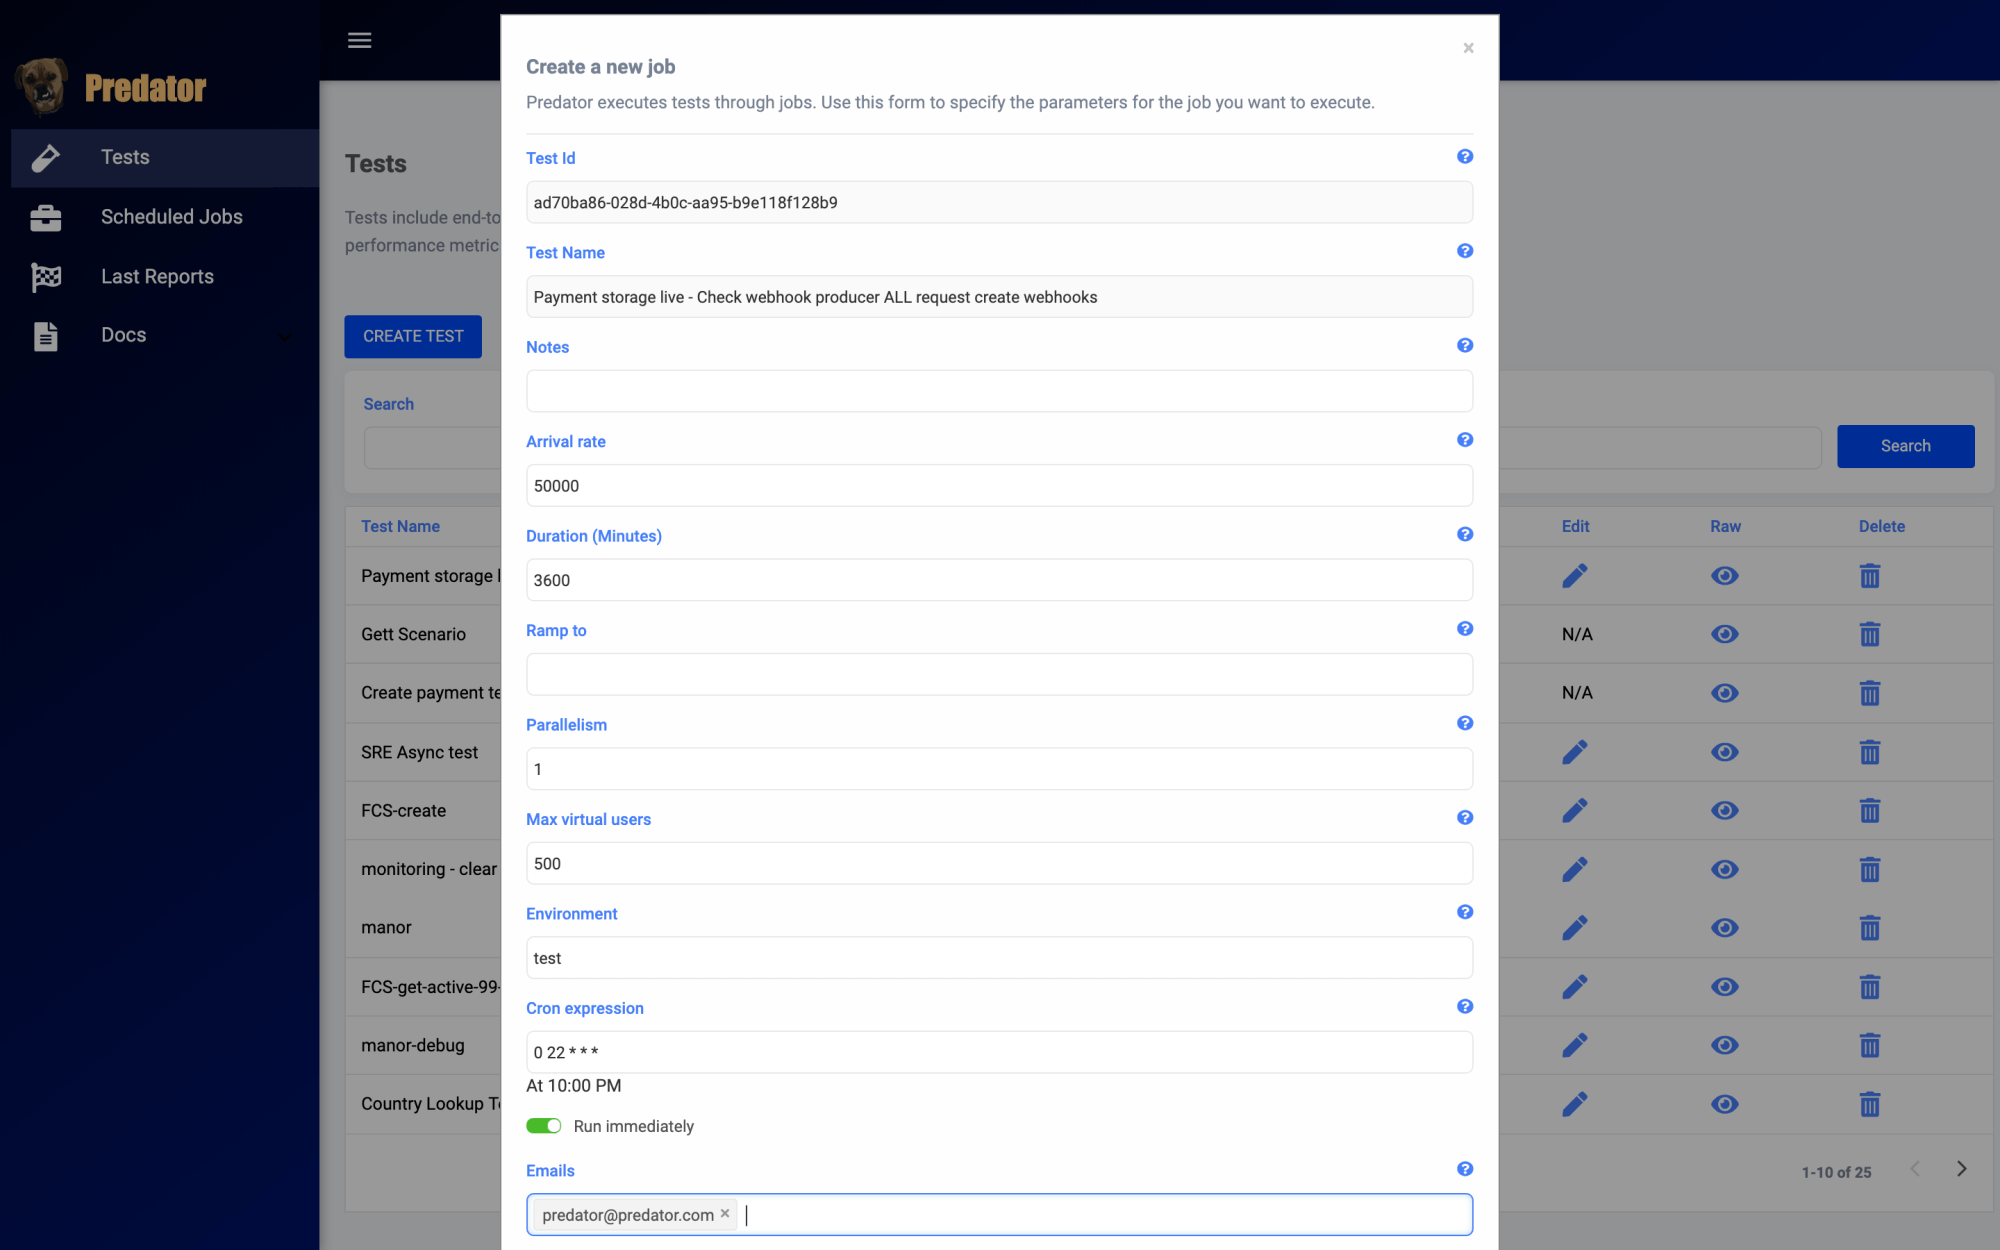 Predator
Tests
Scheduled Jobs
Last Reports
Docs
Tests
Tests include end-to
performance metric
CREATE TEST
Search
Search
Test Name
Edit
Raw
Delete
Payment storage l
Gett Scenario
N/A
Create payment te
N/A
SRE Async test
FCS-create
monitoring - clear
manor
FCS-get-active-99-
manor-debug
Country Lookup T
1-10 of 25
×
Create a new job
Predator executes tests through jobs. Use this form to specify the parameters for the job you want to execute.
Test Id
ad70ba86-028d-4b0c-aa95-b9e118f128b9
Test Name
Payment storage live - Check webhook producer ALL request create webhooks
Notes
Arrival rate
50000
Duration (Minutes)
3600
Ramp to
Parallelism
1
Max virtual users
500
Environment
test
Cron expression
0 22 * * *
At 10:00 PM
Run immediately
Emails
predator@predator.com ×